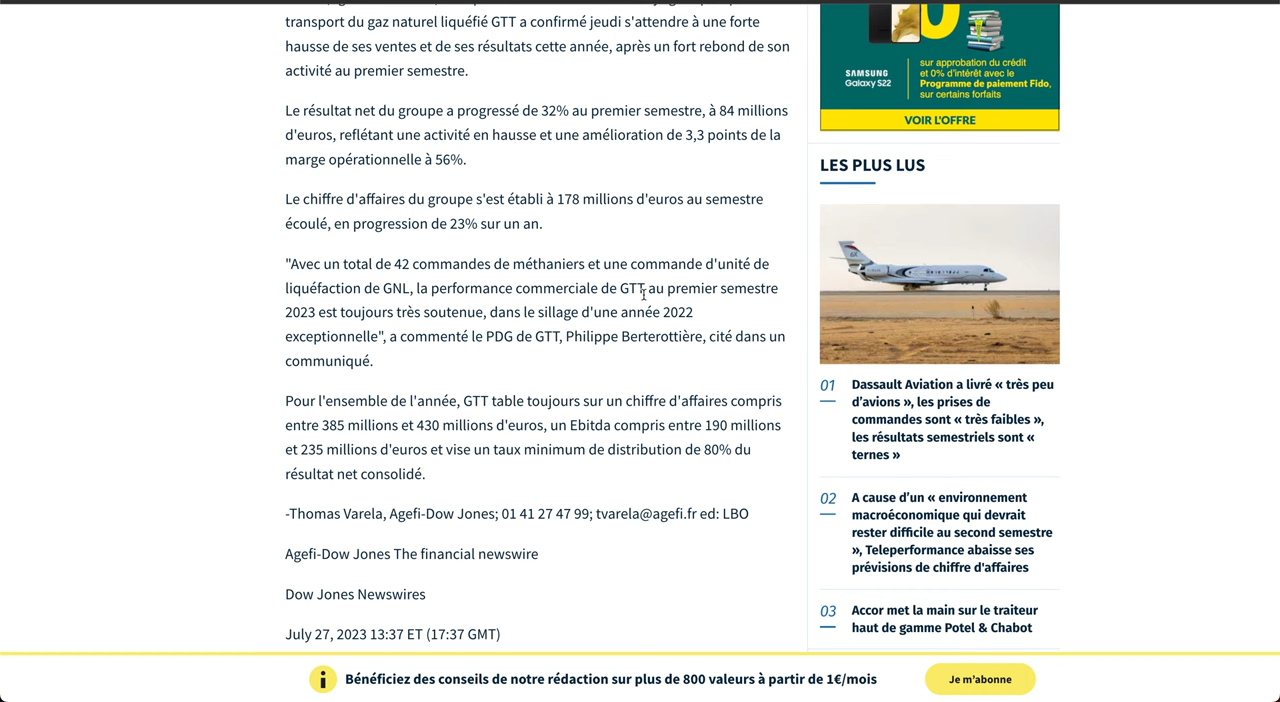 transport du gaz naturel liquéfié GTT a confirmé jeudi s'attendre à une forte
hausse de ses ventes et de ses résultats cette année, après un fort rebond de son
activité au premier semestre.
Le résultat net du groupe a progressé de 32% au premier semestre, à 84 millions
d'euros, reflétant une activité en hausse et une amélioration de 3,3 points de la
marge opérationnelle à 56%.
Le chiffre d'affaires du groupe s'est établi à 178 millions d'euros au semestre
écoulé, en progression de 23% sur un an.
"Avec un total de 42 commandes de méthaniers et une commande d'unité de
liquéfaction de GNL, la performance commerciale de GTT au premier semestre
2023 est toujours très soutenue, dans le sillage d'une année 2022
exceptionnelle", a commenté le PDG de GTT, Philippe Berterottière, cité dans un
communiqué.
Pour l'ensemble de l'année, GTT table toujours sur un chiffre d'affaires compris
entre 385 millions et 430 millions d'euros, un Ebitda compris entre 190 millions
et 235 millions d'euros et vise un taux minimum de distribution de 80% du
résultat net consolidé.
-Thomas Varela, Agefi-Dow Jones; 01 41 27 47 99; tvarela@agefi.fr ed: LBO
Agefi-Dow Jones The financial newswire
Dow Jones Newswires
July 27, 2023 13:37 ET (17:37 GMT)
SAMSUNG
Galaxy S22
sur approbation du crédit
et 0% d'intérêt avec le
Programme de paiement Fido,
sur certains forfaits
VOIR L'OFFRE
LES PLUS LUS
01
Dassault Aviation a livré « très peu
d'avions », les prises de
commandes sont « très faibles »,
les résultats semestriels sont «
ternes »
02
A cause d'un « environnement
macroéconomique qui devrait
rester difficile au second semestre
», Teleperformance abaisse ses
prévisions de chiffre d'affaires
03
Accor met la main sur le traiteur
haut de gamme Potel & Chabot
Bénéficiez des conseils de notre rédaction sur plus de 800 valeurs à partir de 1€/mois
Je m'abonne